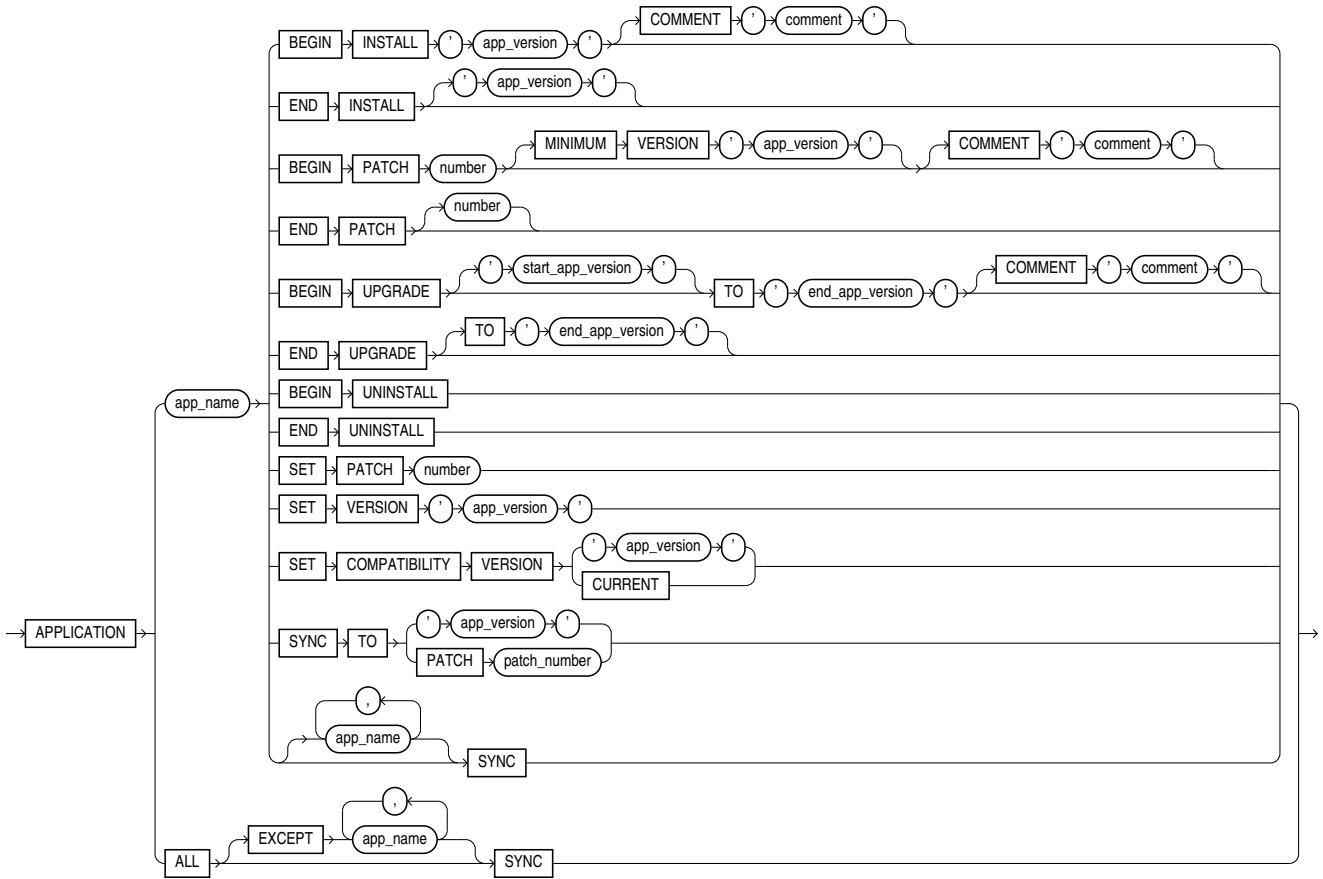 COMMENT ' comment '
BEGIN INSTALL ' app_version '
' app_version '
END INSTALL
MINIMUM VERSION ' app_version ' COMMENT ' comment '
BEGIN PATCH number
number
END PATCH
' start_app_version ' COMMENT ' comment '
BEGIN UPGRADE TO ' end_app_version '
TO ' end_app_version '
END UPGRADE
BEGIN UNINSTALL
app_name
END UNINSTALL
SET PATCH number
SET VERSION ' app_version '
' app_version '
SET COMPATIBILITY VERSION
CURRENT
' app_version '
APPLICATION SYNC TO
PATCH patch_number
,
app_name
SYNC
,
EXCEPT app_name
ALL SYNC